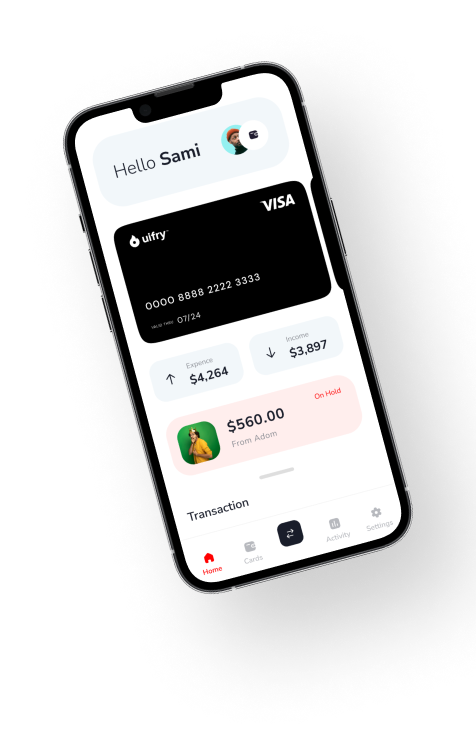 Hello Sami
VISA
uifry
0000 8888 2222 3333
VALID THRU 07/24
Expence
$4,264
Income
$3,897
On Hold
$560.00
From Adom
Transaction
Home
Cards
Activity
Settings